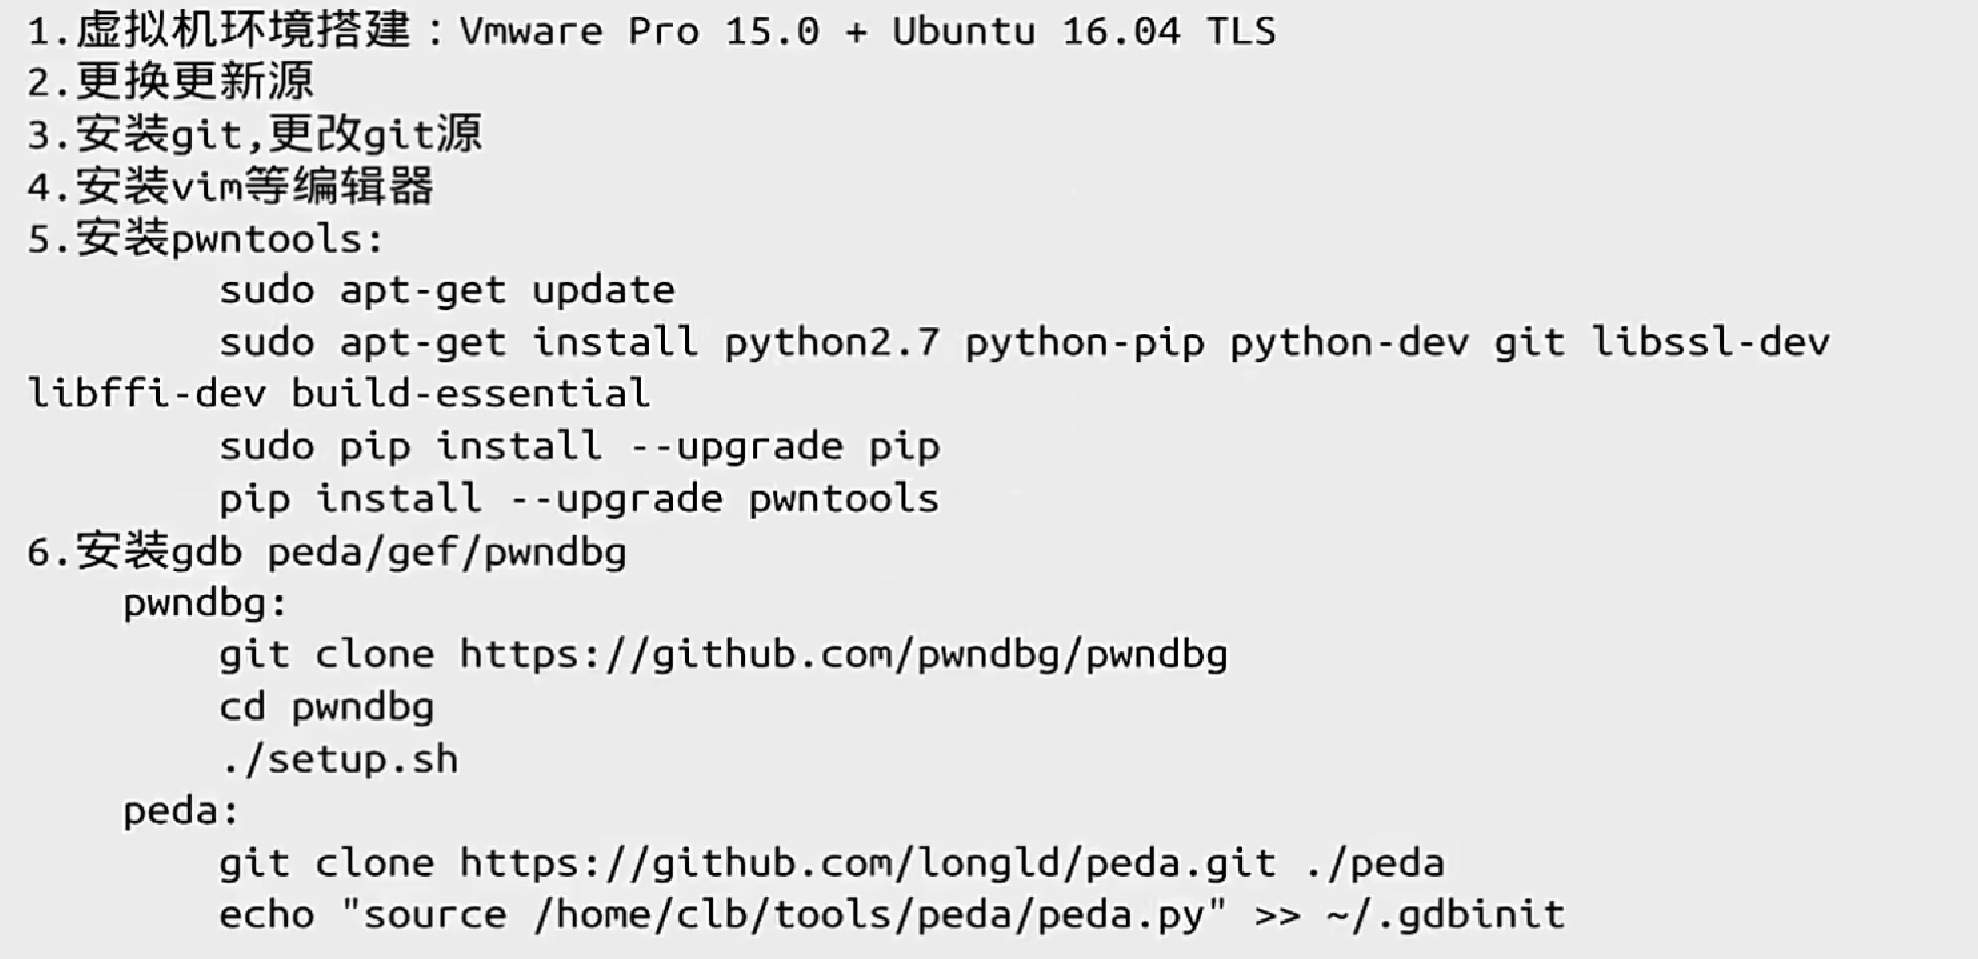 1.虚拟机环境搭建：Vmware Pro 15.0 + Ubuntu 16.04 TLS
2.更换更新源
3.安装git,更改git源
4.安装vim等编辑器
5.安装pwntools:
sudo apt-get update
sudo apt-get install python2.7 python-pip python-dev git libssl-dev
libffi-dev build-essential
sudo pip install --upgrade pip
pip install --upgrade pwntools
6.安装gdb peda/gef/pwndbg
pwndbg:
git clone https://github.com/pwndbg/pwndbg
cd pwndbg
./setup.sh
peda:
git clone https://github.com/longld/peda.git ./peda
echo "source /home/clb/tools/peda/peda.py" >> ~/.gdbinit